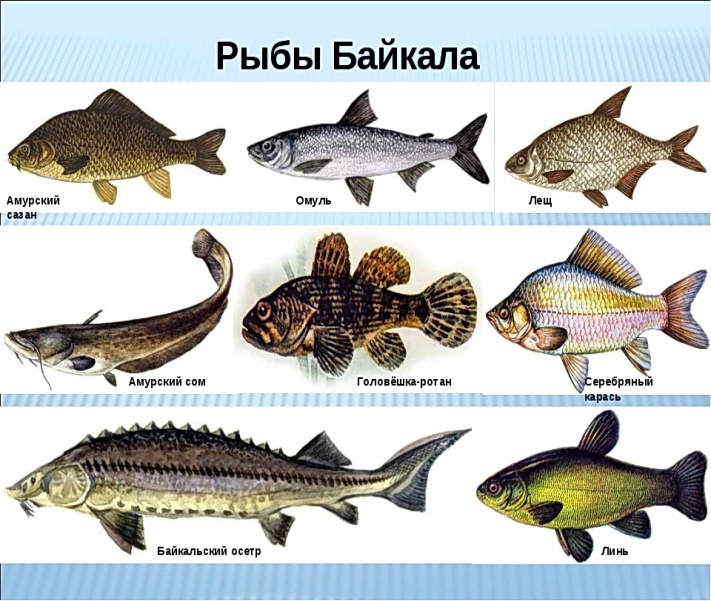 Рыбы Байкала
Амурский
сазан
Омуль
Лещ
Амурский сом
Головёшка-ротан
Серебряный
карась
Байкальский осетр
Линь